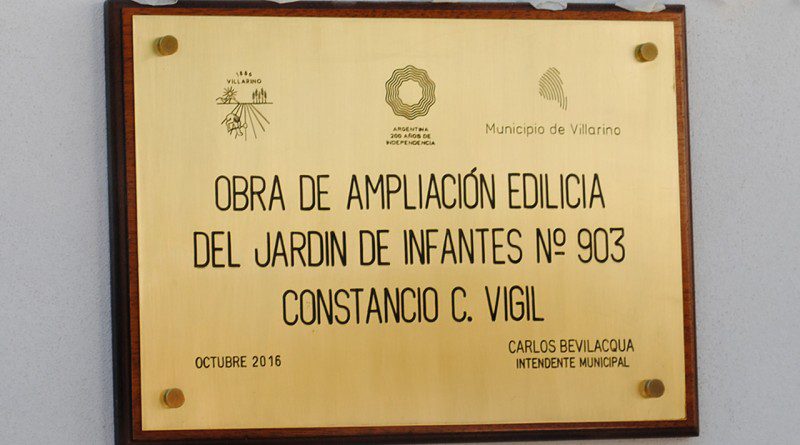 1886
VILLARINO
ARGENTINA
200 AÑOS DE
INDEPENDENCIA
Municipio de Villarino
OBRA DE AMPLIACIÓN EDILICIA
DEL JARDIN DE INFANTES Nº 903
CONSTANCIO C. VIGIL
OCTUBRE 2016
CARLOS BEVILACQUA
INTENDENTE MUNICIPAL